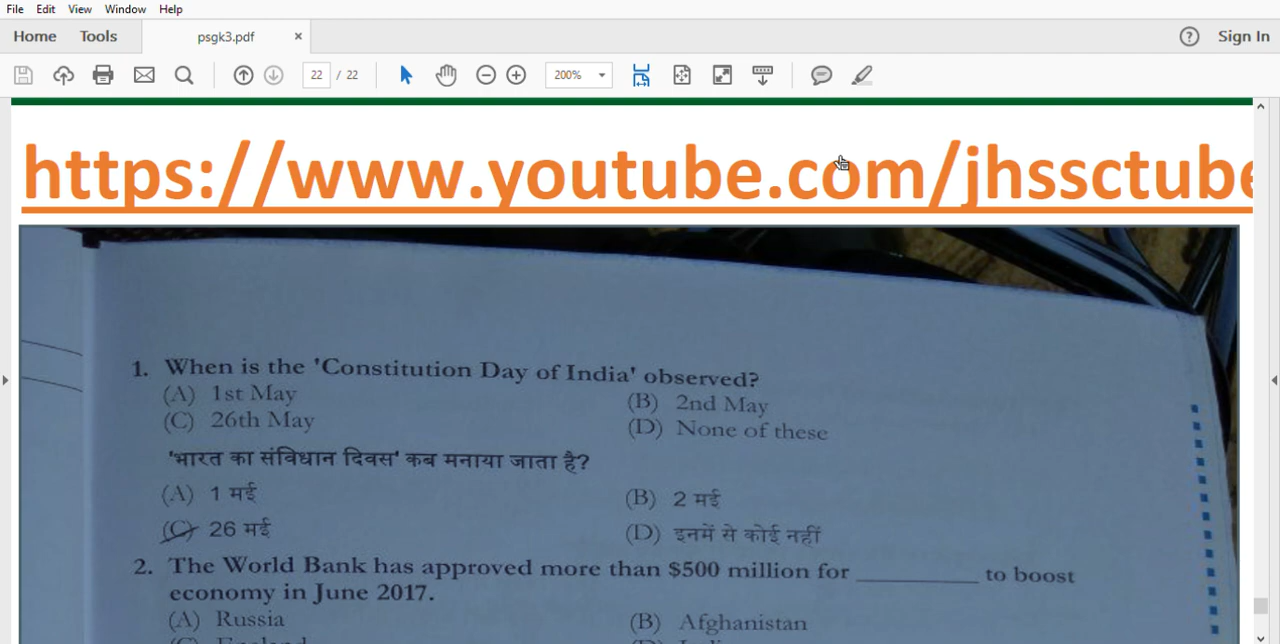 File Edit View Window Help
Home Tools psgk3.pdf × ? Sign In
22 / 22 200%
https://www.youtube.com/jhssctube
1. When is the 'Constitution Day of India' observed?
(A) 1st May (B) 2nd May
(C) 26th May (D) None of these
'भारत का संविधान दिवस' कब मनाया जाता है?
(A) 1 मई (B) 2 मई
(C) 26 मई (D) इनमें से कोई नहीं
2. The World Bank has approved more than $500 million for __________ to boost
economy in June 2017.
(A) Russia (B) Afghanistan